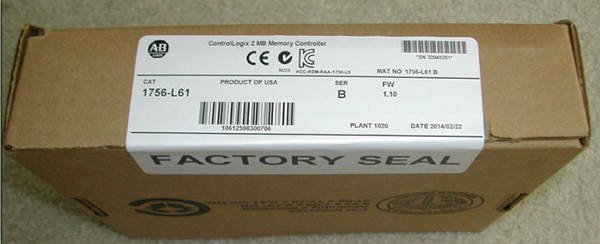 AB
ControlLogix 2 MB Memory Controller
CE
N223
KCC-REM-RAA-1756-L6
*SN 32945251*
MAT NO 1756-L61 B
CAT
PRODUCT OF USA
SER
FW
1756-L61
B
1.10
10612598300706
PLANT 1020
DATE 2014/02/22
FACTORY SEAL